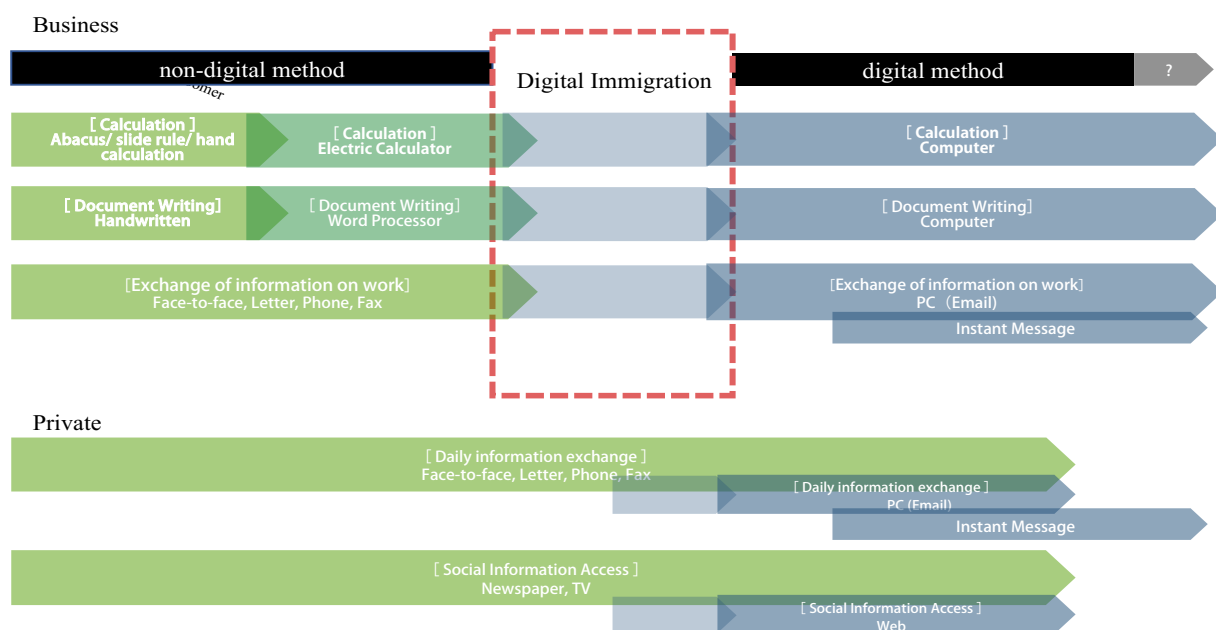 Business
non-digital method
Digital Immigration
digital method
?
omer
[ Calculation ]
Abacus/ slide rule/ hand
calculation
[ Calculation ]
Electric Calculator
[ Calculation ]
Computer
[ Document Writing]
Handwritten
[ Document Writing]
Word Processor
[ Document Writing]
Computer
[Exchange of information on work]
Face-to-face, Letter, Phone, Fax
[Exchange of information on work]
PC（Email)
Instant Message
Private
[ Daily information exchange ]
Face-to-face, Letter, Phone, Fax
[ Daily information exchange ]
PC (Email)
Instant Message
[ Social Information Access ]
Newspaper, TV
[ Social Information Access ]
Web